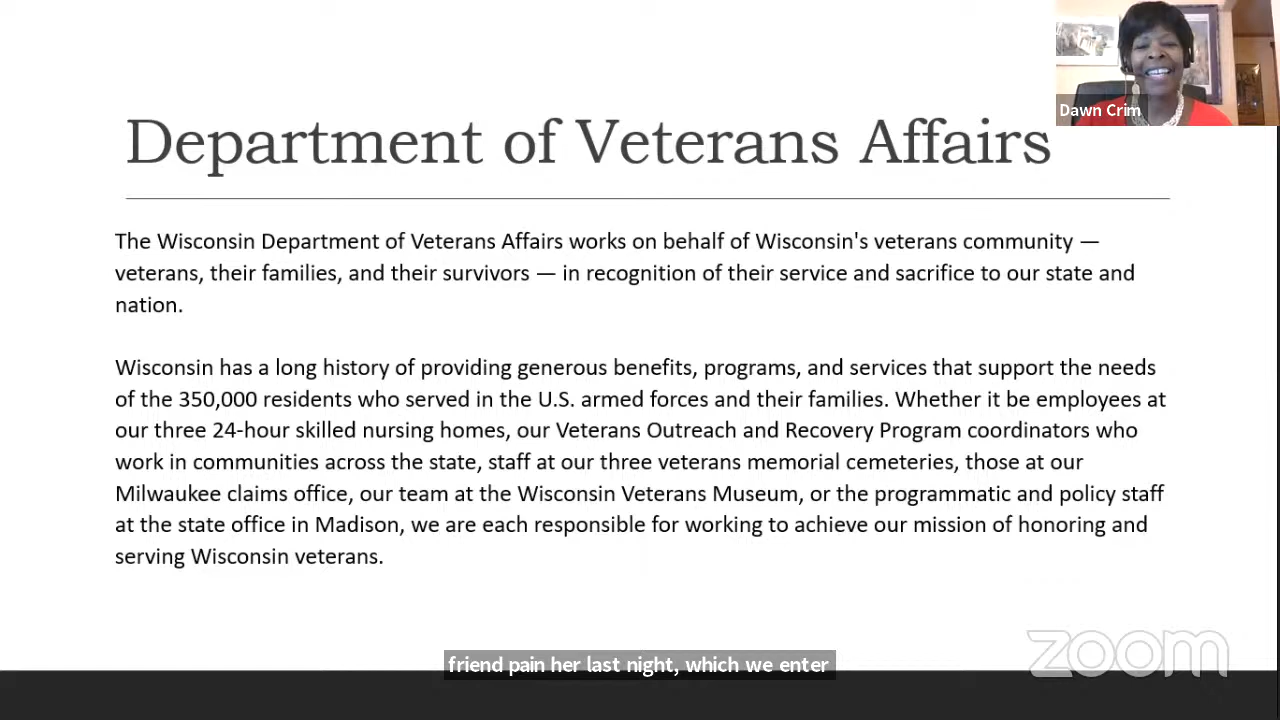 Dawn Crim
Department of Veterans Affairs
The Wisconsin Department of Veterans Affairs works on behalf of Wisconsin's veterans community —
veterans, their families, and their survivors — in recognition of their service and sacrifice to our state and
nation.
Wisconsin has a long history of providing generous benefits, programs, and services that support the needs
of the 350,000 residents who served in the U.S. armed forces and their families. Whether it be employees at
our three 24-hour skilled nursing homes, our Veterans Outreach and Recovery Program coordinators who
work in communities across the state, staff at our three veterans memorial cemeteries, those at our
Milwaukee claims office, our team at the Wisconsin Veterans Museum, or the programmatic and policy staff
at the state office in Madison, we are each responsible for working to achieve our mission of honoring and
serving Wisconsin veterans.
zoom
friend pain her last night, which we enter